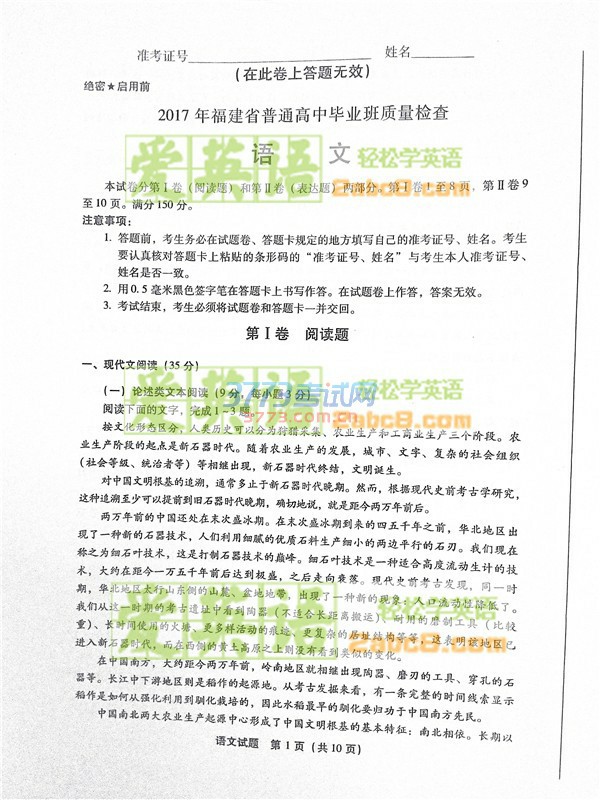 准考证号 姓名
(在此卷上答题无效)
绝密★启用前
2017 年福建省普通高中毕业班质量检查
语 文
爱英语 轻松学英语
2abc8.com
本试卷分第Ⅰ卷(阅读题)和第Ⅱ卷(表达题)两部分。第Ⅰ卷1至8页,第Ⅱ卷9
至10页。满分150分。
注意事项:
1. 答题前,考生务必在试题卷、答题卡规定的地方填写自己的准考证号、姓名。考生
要认真核对答题卡上粘贴的条形码的“准考证号、姓名”与考生本人准考证号、
姓名是否一致。
2. 用0.5毫米黑色签字笔在答题卡上书写作答。在试题卷上作答,答案无效。
3. 考试结束,考生必须将试题卷和答题卡一并交回。
第Ⅰ卷 阅读题
一、现代文阅读(35分)
爱英语 轻松学英语
2abc8.com
3773考试网
3773.com
(一)论述类文本阅读(9分,每小题3分)
阅读下面的文字,完成1~3题。
按文化形态区分,人类历史可以分为狩猎采集、农业生产和工商业生产三个阶段。农
业生产阶段的起点是新石器时代。随着农业生产的发展,城市、文字、复杂的社会组织
(社会等级、统治者等)等相继出现,新石器时代终结,文明诞生。
对中国文明根基的追溯,通常多止于新石器时代晚期。然而,根据现代史前考古学研究,
这种追溯至少可以提前到旧石器时代晚期,确切地说,就是距今两万年前后。
两万年前的中国还处在末次盛冰期。在末次盛冰期到来的四五千年之前,华北地区出
现了一种新的石器技术,人们利用细腻的优质石料生产细小的两边平行的石刃。我们现在
称之为细石叶技术,这是打制石器技术的巅峰。细石叶技术是一种适合高度流动生计的技
术,大约在距今一万五千年前后达到极盛,之后走向衰落。现代史前考古发现,同一时
期,华北地区太行山东侧的山麓、盆地地带,出现了一种新的现象:人口流动性降低了。
我们从这一时期的考古遗址中看到陶器(不适合长距离搬运)、耐用的磨制工具(比较
重)、长时间使用的火塘、更多样活动的痕迹、更复杂的居址结构等等,这表明该地区已
进入新石器时代,而在西侧的黄土高原之上则没有看到类似的变化。
爱英语 轻松学英语
2abc8.com
在中国南方,大约距今两万年前,岭南地区就相继出现陶器、磨刃的工具、穿孔的石
器等。长江中下游地区则是稻作的起源地。从考古发掘来看,有一条完整的时间线索显示
稻作是如何从强化利用到驯化栽培的,因此水稻最早的驯化要归功于中国南方先民。
中国南北两大农业生产起源中心形成了中国文明根基的基本特征:南北相依。长期以
语文试题 第1页(共10页)